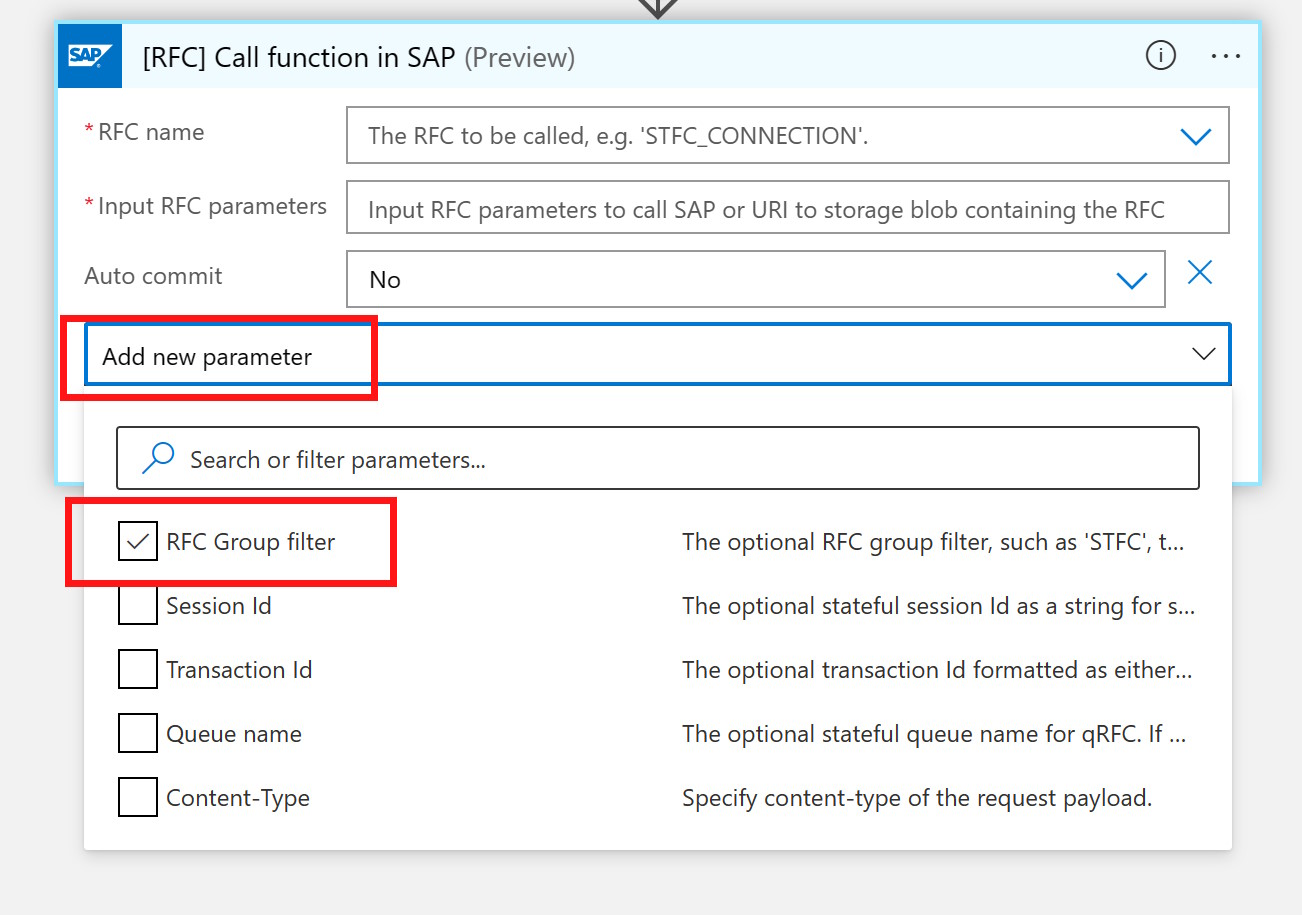 SAP [RFC] Call function in SAP (Preview)
* RFC name The RFC to be called, e.g. 'STFC_CONNECTION'.
* Input RFC parameters Input RFC parameters to call SAP or URI to storage blob containing the RFC
Auto commit No
Add new parameter
Search or filter parameters...
RFC Group filter The optional RFC group filter, such as 'STFC', t...
Session Id The optional stateful session Id as a string for s...
Transaction Id The optional transaction Id formatted as either...
Queue name The optional stateful queue name for qRFC. If ...
Content-Type Specify content-type of the request payload.